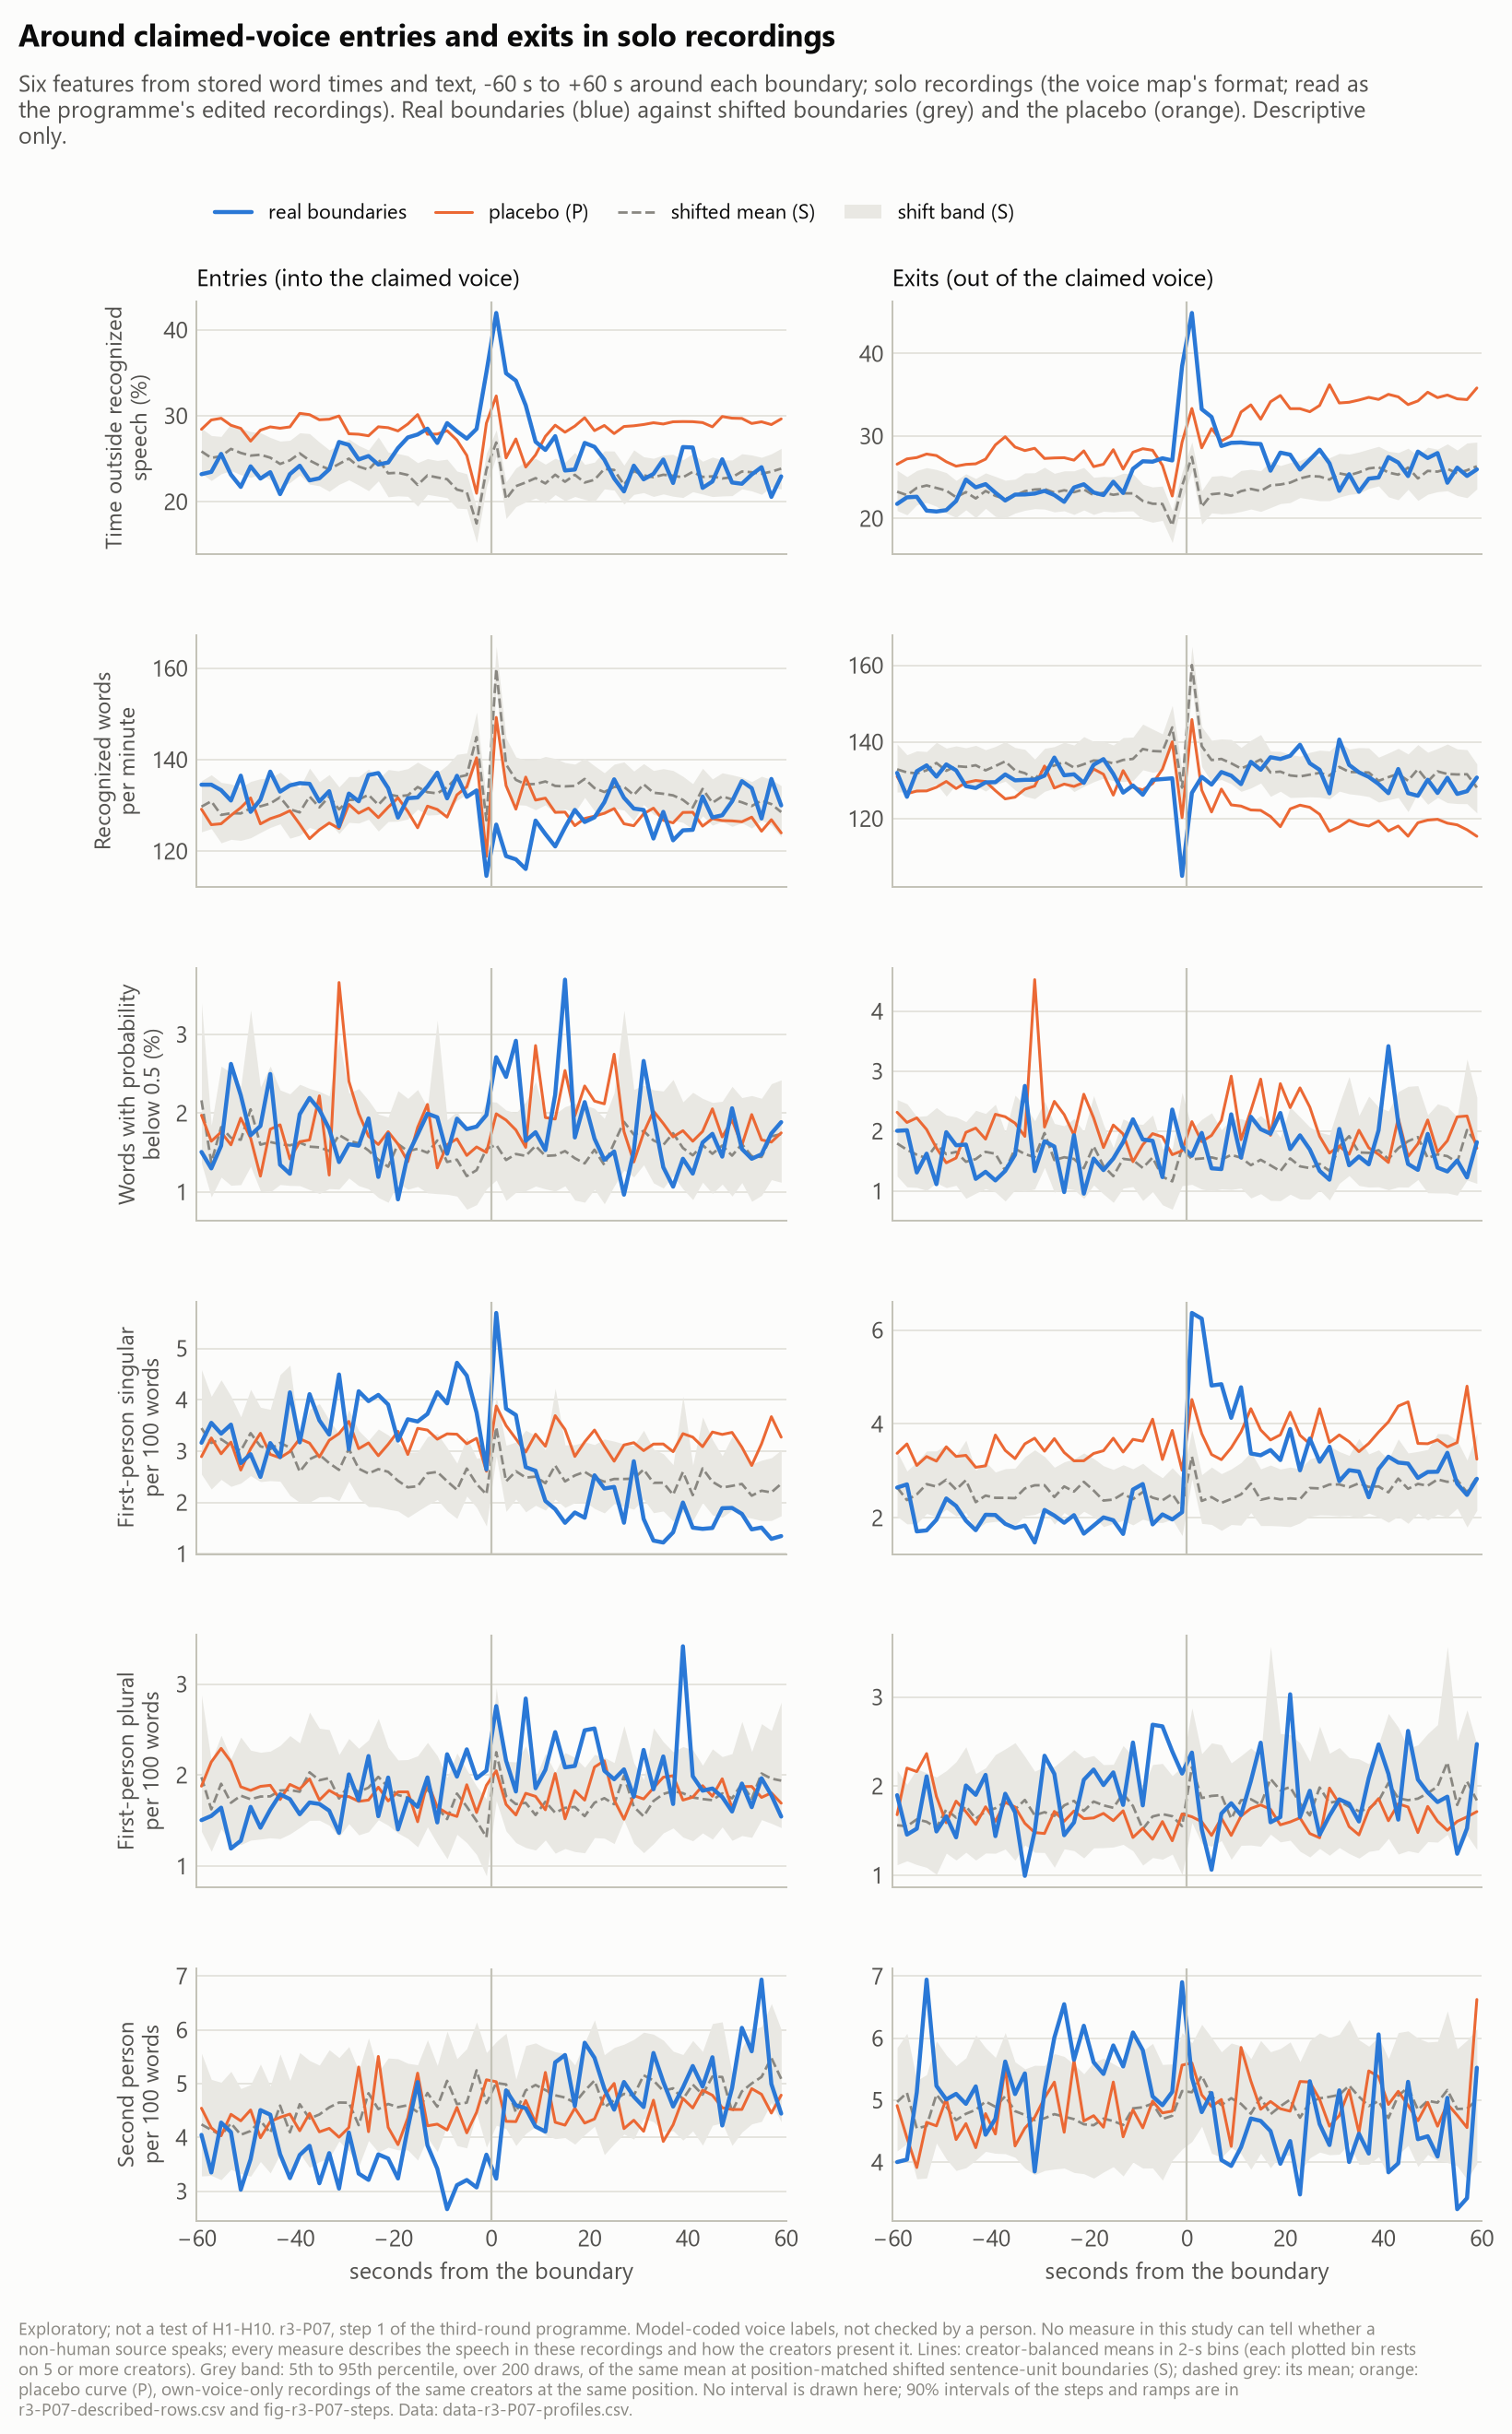 Around claimed-voice entries and exits in solo recordings
Six features from stored word times and text, -60 s to +60 s around each boundary; solo recordings (the voice map's format; read as
the programme's edited recordings). Real boundaries (blue) against shifted boundaries (grey) and the placebo (orange). Descriptive
only.
real boundaries
placebo (P)
shifted mean (S)
shift band (S)
Entries (into the claimed voice)
Exits (out of the claimed voice)
Time outside recognized
speech (%)
40
30
20
40
30
20
Recognized words
per minute
160
140
120
160
140
120
Words with probability
below 0.5 (%)
3
2
1
4
3
2
1
First-person singular
per 100 words
5
4
3
2
1
6
4
2
First-person plural
per 100 words
3
2
1
3
2
1
Second person
per 100 words
7
6
5
4
3
7
6
5
4
−60 −40 −20 0 20 40 60
−60 −40 −20 0 20 40 60
seconds from the boundary
seconds from the boundary
Exploratory; not a test of H1-H10. r3-P07, step 1 of the third-round programme. Model-coded voice labels, not checked by a person. No measure in this study can tell whether a
non-human source speaks; every measure describes the speech in these recordings and how the creators present it. Lines: creator-balanced means in 2-s bins (each plotted bin rests
on 5 or more creators). Grey band: 5th to 95th percentile, over 200 draws, of the same mean at position-matched shifted sentence-unit boundaries (S); dashed grey: its mean; orange:
placebo curve (P), own-voice-only recordings of the same creators at the same position. No interval is drawn here; 90% intervals of the steps and ramps are in
r3-P07-described-rows.csv and fig-r3-P07-steps. Data: data-r3-P07-profiles.csv.